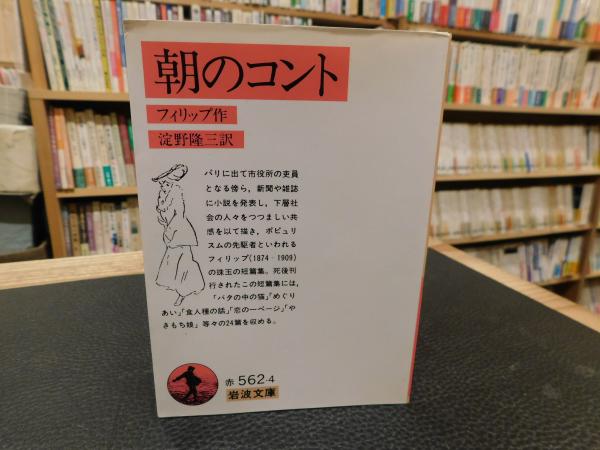 朝のコント
フィリップ作
淀野隆三訳
パリに出て市役所の吏員
となる傍ら，新聞や雑誌
に小説を発表し，下層社
会の人々をつつましい共
感を以て描き，ポピュリ
スムの先駆者といわれる
フィリップ(1874‐1909)
の珠玉の短篇集。死後刊
行されたこの短篇集には，
「バタの中の猫」「めぐり
あい」「食人種の話」「恋の一ページ」「や
きもち娘」等々の24篇を収める。
赤 562-4
岩波文庫